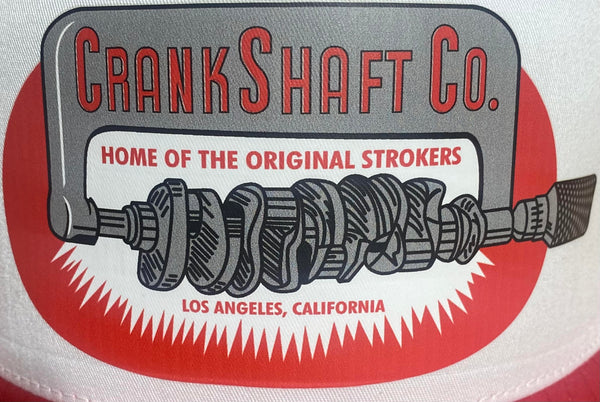 CRANKSHAFT CO.
HOME OF THE ORIGINAL STROKERS
LOS ANGELES, CALIFORNIA